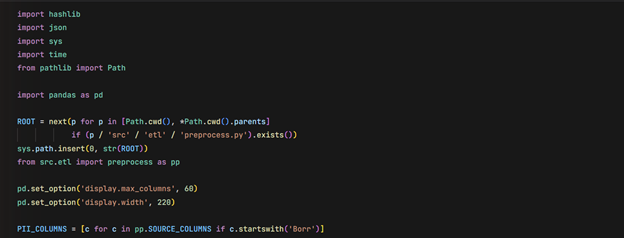 import hashlib
import json
import sys
import time
from pathlib import Path

import pandas as pd

ROOT = next(p for p in [Path.cwd(), *Path.cwd().parents]
            if (p / 'src' / 'etl' / 'preprocess.py').exists())
sys.path.insert(0, str(ROOT))
from src.etl import preprocess as pp

pd.set_option('display.max_columns', 60)
pd.set_option('display.width', 220)

PII_COLUMNS = [c for c in pp.SOURCE_COLUMNS if c.startswith('Borr')]